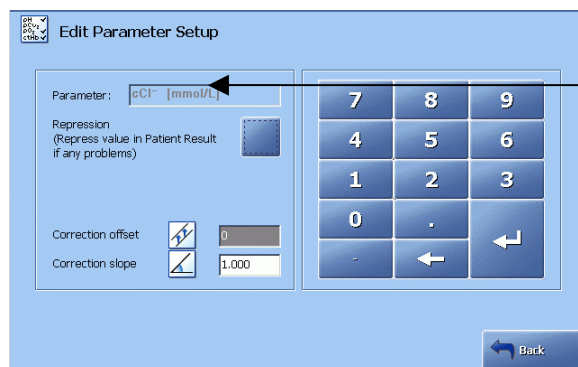 Edit Parameter Setup
Parameter: cCl⁻ [mmol/L]
Repression
(Repress value in Patient Result
if any problems)
Correction offset 0
Correction slope 1.000
7 8 9
4 5 6
1 2 3
0 .
-
Back